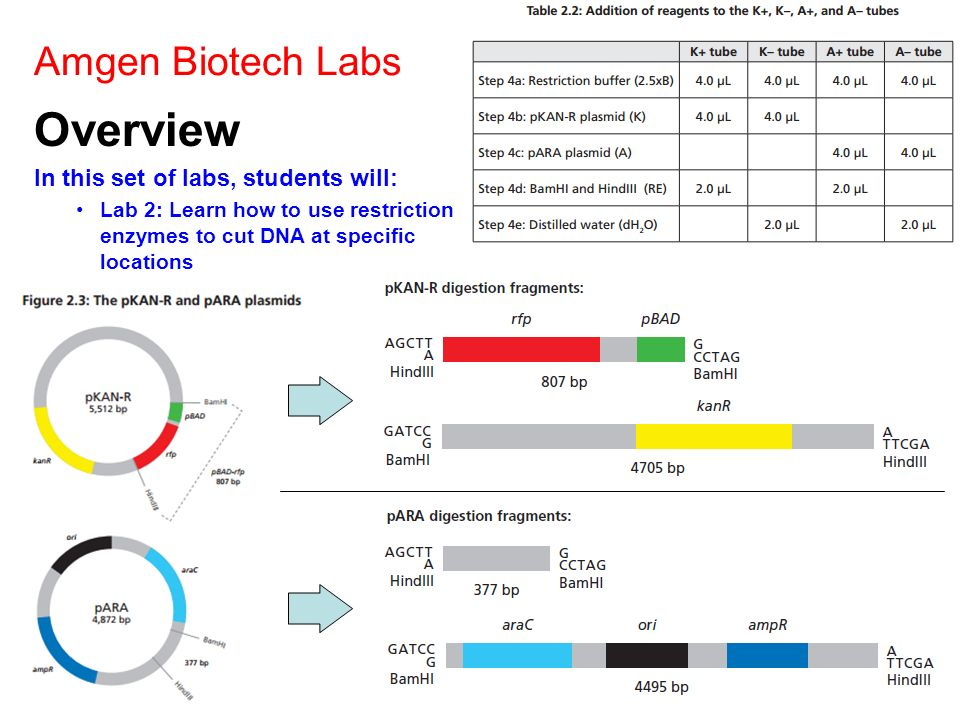 Table 2.2: Addition of reagents to the K+, K–, A+, and A– tubes
Amgen Biotech Labs
K+ tube K– tube A+ tube A– tube
Step 4a: Restriction buffer (2.5xB) 4.0 µL 4.0 µL 4.0 µL 4.0 µL
Step 4b: pKAN-R plasmid (K) 4.0 µL 4.0 µL
Step 4c: pARA plasmid (A) 4.0 µL 4.0 µL
Step 4d: BamHI and HindIII (RE) 2.0 µL 2.0 µL
Step 4e: Distilled water (dH2O) 2.0 µL 2.0 µL
Overview
In this set of labs, students will:
• Lab 2: Learn how to use restriction
enzymes to cut DNA at specific
locations
Figure 2.3: The pKAN-R and pARA plasmids
pKAN-R
5,512 bp
BamHI
pBAD
rfp
pBAD-rfp
807 bp
HindIII
kanR
pKAN-R digestion fragments:
rfp pBAD
AGCTT
A
HindIII
G
CCTAG
BamHI
807 bp
kanR
GATCC
G
BamHI
A
TTCGA
HindIII
4705 bp
ori
araC
pARA
4,872 bp
BamHI
377 bp
HindIII
ampR
pARA digestion fragments:
AGCTT
A
HindIII
G
CCTAG
BamHI
377 bp
araC ori ampR
GATCC
G
BamHI
A
TTCGA
HindIII
4495 bp